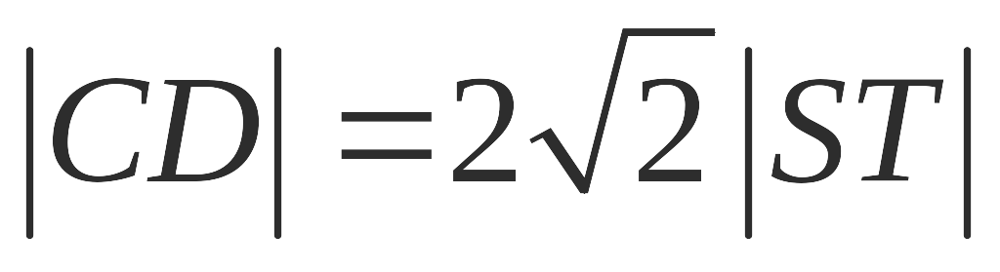 |CD| = 2√2 |ST|